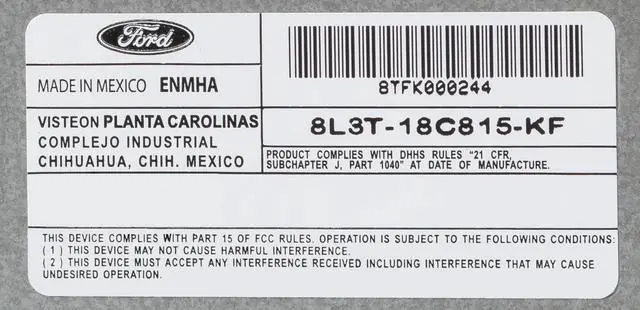 Ford
8TFK000244
MADE IN MEXICO ENMHA
VISTEON PLANTA CAROLINAS
COMPLEJO INDUSTRIAL
CHIHUAHUA, CHIH. MEXICO
8L3T-18C815-KF
PRODUCT COMPLIES WITH DHHS RULES "21 CFR,
SUBCHAPTER J, PART 1040" AT DATE OF MANUFACTURE.
THIS DEVICE COMPLIES WITH PART 15 OF FCC RULES. OPERATION IS SUBJECT TO THE FOLLOWING CONDITIONS:
( 1 ) THIS DEVICE MAY NOT CAUSE HARMFUL INTERFERENCE.
( 2 ) THIS DEVICE MUST ACCEPT ANY INTERFERENCE RECEIVED INCLUDING INTERFERENCE THAT MAY CAUSE
UNDESIRED OPERATION.